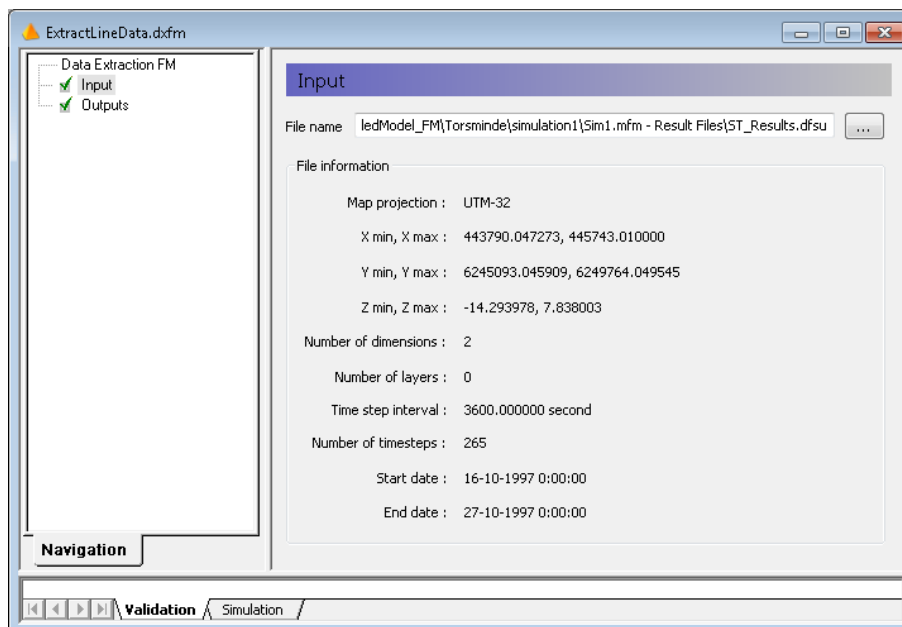 ExtractLineData.dxfm
Data Extraction FM
Input
Outputs
Navigation
Input
File name ledModel_FM\Torsminde\simulation1\Sim1.mfm - Result Files\ST_Results.dfsu ...
File information
Map projection : UTM-32
X min, X max : 443790.047273, 445743.010000
Y min, Y max : 6245093.045909, 6249764.049545
Z min, Z max : -14.293978, 7.838003
Number of dimensions : 2
Number of layers : 0
Time step interval : 3600.000000 second
Number of timesteps : 265
Start date : 16-10-1997 0:00:00
End date : 27-10-1997 0:00:00
Validation Simulation